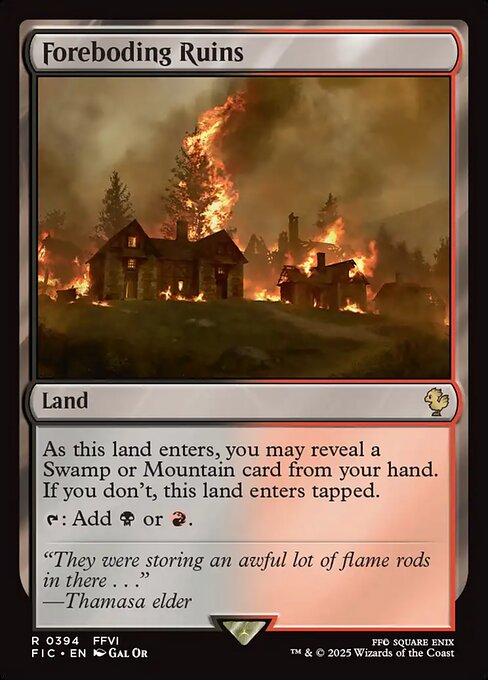 Foreboding Ruins
Land
As this land enters, you may reveal a
Swamp or Mountain card from your hand.
If you don't, this land enters tapped.
: Add or .
“They were storing an awful lot of flame rods
in there . . .”
—Thamasa elder
R 0394 FFVI
FIC • EN Gal Or
FF© SQUARE ENIX
™ & © 2025 Wizards of the Coast